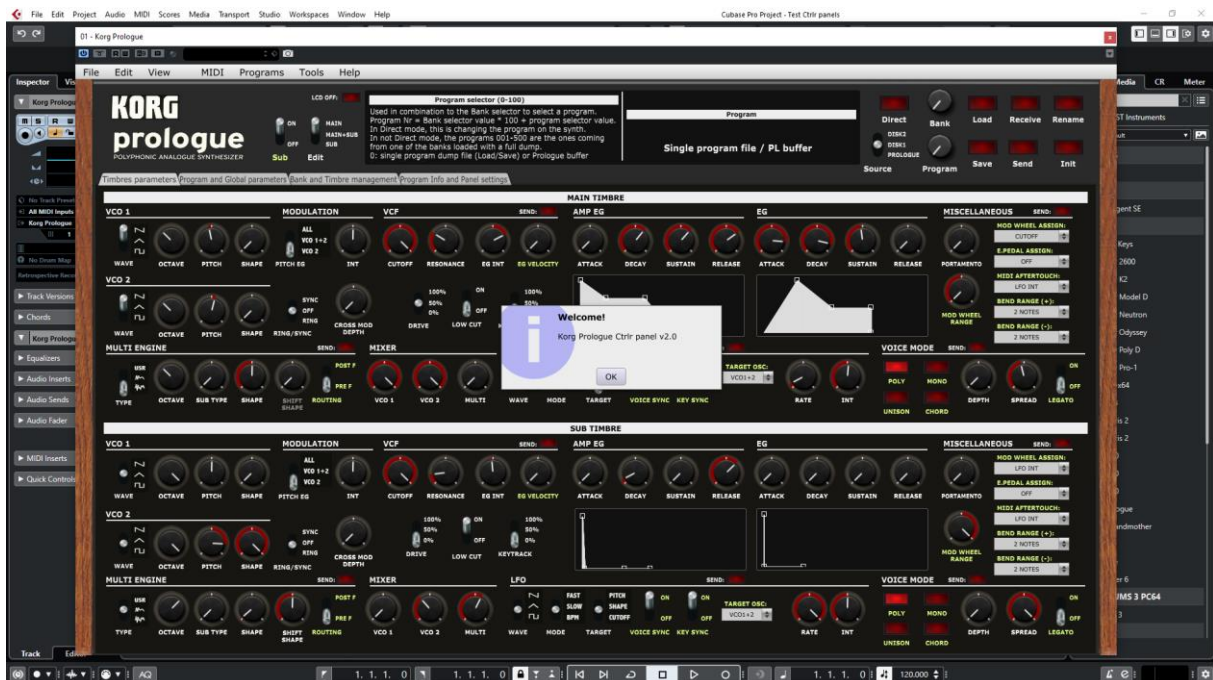 File Edit Project Audio MIDI Scores Media Transport Studio Workspaces Window Help
Cubase Pro Project - Test Ctrlr panels
01 - Korg Prologue
File Edit View MIDI Programs Tools Help
Inspector
Media CR Meter
Korg Prologue
No Track Preset
All MIDI Inputs
Korg Prologue
1
No Drum Map
Track Versions
Chords
Equalizers
Audio Inserts
Audio Sends
Audio Fader
MIDI Inserts
Quick Controls
KORG
prologue
POLYPHONIC ANALOGUE SYNTHESIZER
LCD OFF:
ON
OFF
Sub
MAIN
MAIN+SUB
SUB
Edit
Program selector (0-100)
Used in combination to the Bank selector to select a program.
Program Nr = Bank selector value * 100 + program selector value.
In Direct mode, this is changing the program on the synth.
In not Direct mode, the programs 001-500 are the ones coming
from one of the banks loaded with a full dump.
0: single program dump file (Load/Save) or Prologue buffer
Program
Single program file / PL buffer
Direct Bank Load Receive Rename
DISK2
DISK1
PROLOGUE
Source Program Save Send Init
Timbres parameters Program and Global parameters Bank and Timbre management Program Info and Panel settings
MAIN TIMBRE
VCO 1 MODULATION VCF SEND: AMP EG EG MISCELLANEOUS SEND:
ALL
VCO 1+2
VCO 2
MOD WHEEL ASSIGN:
CUTOFF
E.PEDAL ASSIGN:
OFF
WAVE OCTAVE PITCH SHAPE PITCH EG INT CUTOFF RESONANCE EG INT EG VELOCITY ATTACK DECAY SUSTAIN RELEASE ATTACK DECAY SUSTAIN RELEASE PORTAMENTO
MIDI AFTERTOUCH:
LFO INT
BEND RANGE (+):
2 NOTES
BEND RANGE (-):
2 NOTES
MOD WHEEL
RANGE
VCO 2
SYNC
OFF
RING
100%
50%
0%
ON
OFF
100%
50%
WAVE OCTAVE PITCH SHAPE RING/SYNC CROSS MOD
DEPTH
DRIVE LOW CUT
Welcome!
Korg Prologue Ctrlr panel v2.0
OK
MULTI ENGINE SEND: MIXER VOICE MODE SEND:
USR
POST F
PRE F
TARGET OSC:
VCO1+2
POLY MONO
UNISON CHORD
ON
OFF
TYPE OCTAVE SUB TYPE SHAPE SHIFT
SHAPE
ROUTING VCO 1 VCO 2 MULTI WAVE MODE TARGET VOICE SYNC KEY SYNC RATE INT DEPTH SPREAD LEGATO
SUB TIMBRE
VCO 1 MODULATION VCF SEND: AMP EG EG MISCELLANEOUS SEND:
ALL
VCO 1+2
VCO 2
MOD WHEEL ASSIGN:
LFO INT
E.PEDAL ASSIGN:
OFF
WAVE OCTAVE PITCH SHAPE PITCH EG INT CUTOFF RESONANCE EG INT EG VELOCITY ATTACK DECAY SUSTAIN RELEASE ATTACK DECAY SUSTAIN RELEASE PORTAMENTO
MIDI AFTERTOUCH:
LFO INT
BEND RANGE (+):
2 NOTES
BEND RANGE (-):
2 NOTES
MOD WHEEL
RANGE
VCO 2
SYNC
OFF
RING
100%
50%
0%
ON
OFF
100%
50%
0%
WAVE OCTAVE PITCH SHAPE RING/SYNC CROSS MOD
DEPTH
DRIVE LOW CUT KEYTRACK
MULTI ENGINE SEND: MIXER LFO SEND: VOICE MODE SEND:
USR
POST F
PRE F
FAST
SLOW
BPM
PITCH
SHAPE
CUTOFF
ON
OFF
ON
OFF
TARGET OSC:
VCO1+2
POLY MONO
UNISON CHORD
ON
OFF
TYPE OCTAVE SUB TYPE SHAPE SHIFT
SHAPE
ROUTING VCO 1 VCO 2 MULTI WAVE MODE TARGET VOICE SYNC KEY SYNC RATE INT DEPTH SPREAD LEGATO
Keys
2600
K2
Model D
Neutron
Odyssey
Poly D
Pro-1
Track
AQ
1. 1. 1. 0
1. 1. 1. 0
1. 1. 1. 0
120.000